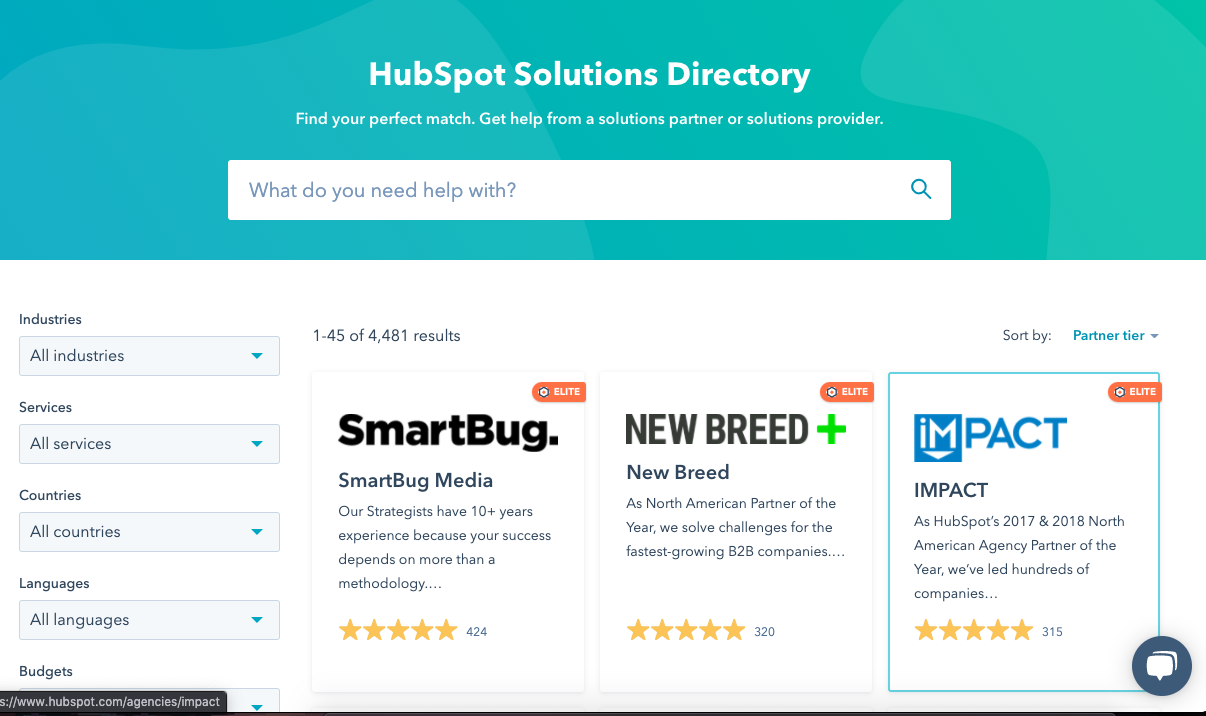 HubSpot Solutions Directory
Find your perfect match. Get help from a solutions partner or solutions provider.
What do you need help with?
Industries
All industries
Services
All services
Countries
All countries
Languages
All languages
Budgets
1-45 of 4,481 results
Sort by: Partner tier
ELITE
SmartBug.
SmartBug Media
Our Strategists have 10+ years
experience because your success
depends on more than a
methodology.…
424
ELITE
NEW BREED +
New Breed
As North American Partner of the
Year, we solve challenges for the
fastest-growing B2B companies.…
320
ELITE
iMPACT
IMPACT
As HubSpot’s 2017 & 2018 North
American Agency Partner of the
Year, we’ve led hundreds of
companies…
315
s://www.hubspot.com/agencies/impact